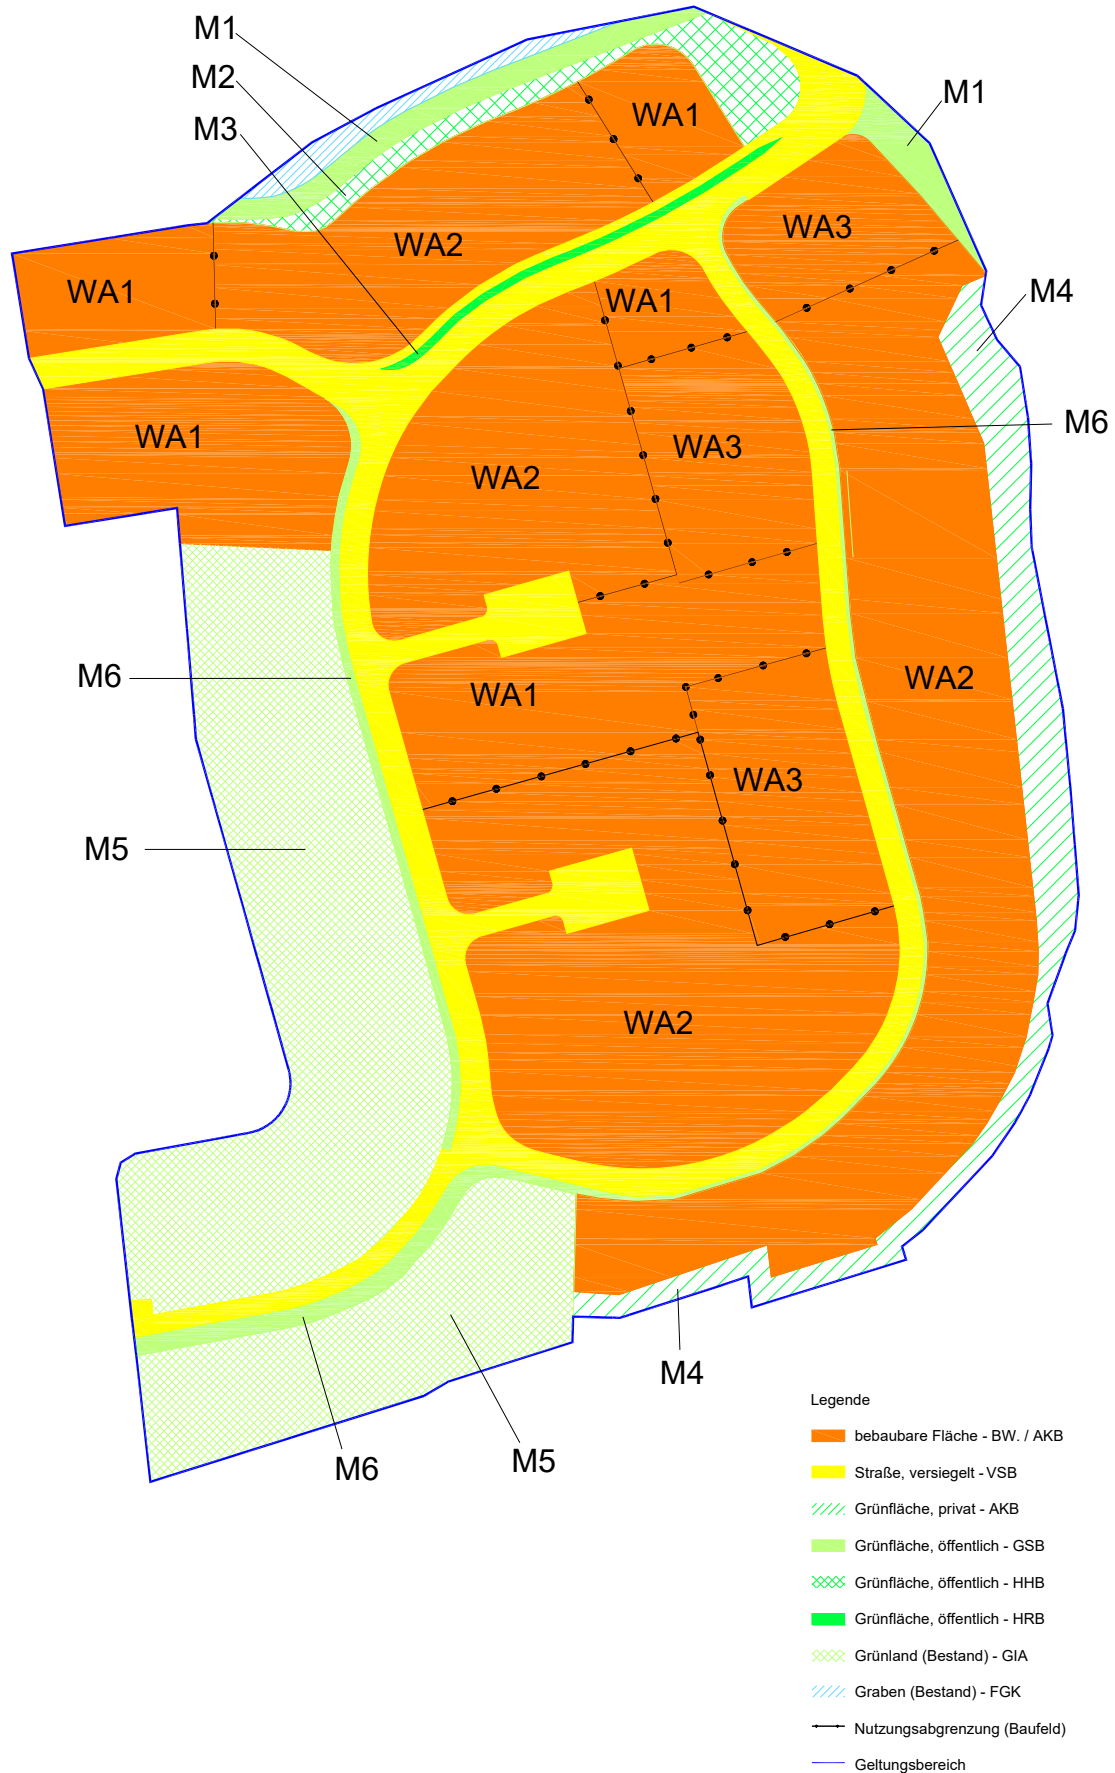 M1
M2
M3
WA1
M1
WA3
WA2
WA1
WA1
M4
M6
WA1
WA3
WA2
M6
WA1
WA2
WA3
M5
WA2
M4
M6
M5
Legende
bebaubare Fläche - BW. / AKB
Straße, versiegelt - VSB
Grünfläche, privat - AKB
Grünfläche, öffentlich - GSB
Grünfläche, öffentlich - HHB
Grünfläche, öffentlich - HRB
Grünland (Bestand) - GIA
Graben (Bestand) - FGK
Nutzungsabgrenzung (Baufeld)
Geltungsbereich